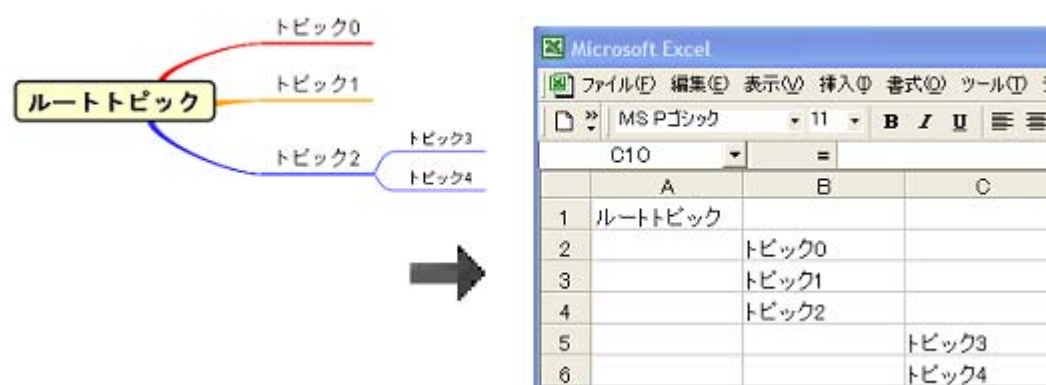 トピック0
トピック1
ルートトピック
トピック2
トピック3
トピック4
Microsoft Excel
ファイル(F) 編集(E) 表示(V) 挿入(I) 書式(O) ツール(T)
MS Pゴシック 11 B I U
C10 =
A B C
1 ルートトピック
2 トピック0
3 トピック1
4 トピック2
5 トピック3
6 トピック4